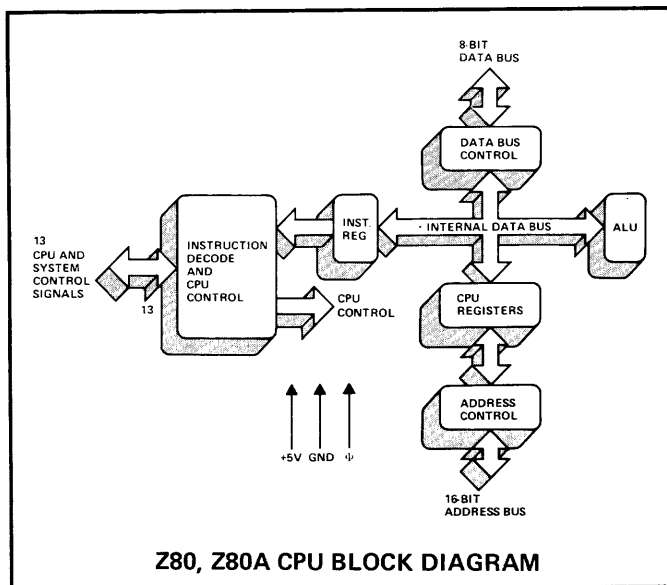 8-BIT
DATA BUS
DATA BUS
CONTROL
INST.
REG
INTERNAL DATA BUS
ALU
13
CPU AND
SYSTEM
CONTROL
SIGNALS
INSTRUCTION
DECODE
AND
CPU
CONTROL
13
CPU
CONTROL
CPU
REGISTERS
ADDRESS
CONTROL
+5V GND Φ
16-BIT
ADDRESS BUS
Z80, Z80A CPU BLOCK DIAGRAM